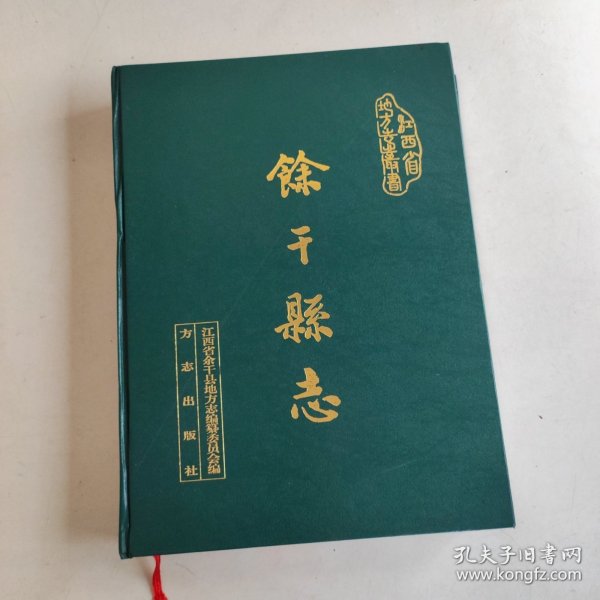 江西省
地方志叢書
餘干縣志
江西省余干县地方志编纂委员会编
方志出版社
孔夫子旧书网
www.kongfz.com